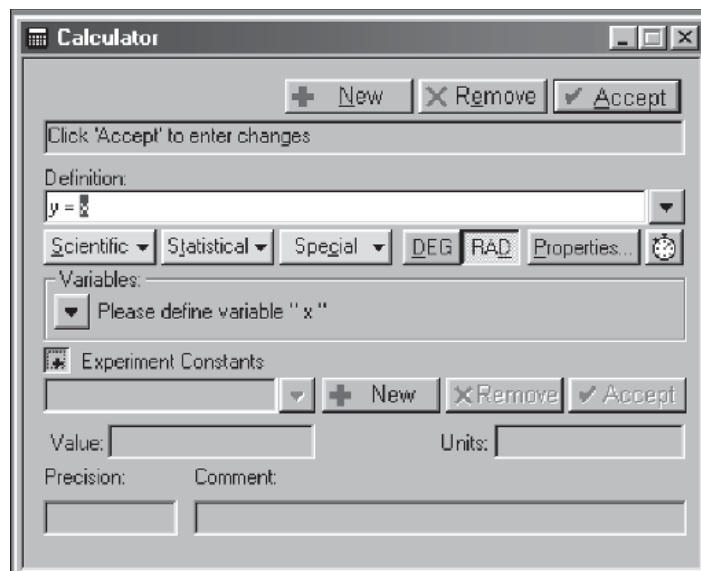 Calculator
New Remove Accept
Click 'Accept' to enter changes
Definition:
y = x
Scientific Statistical Special DEG RAD Properties...
Variables:
Please define variable " x "
Experiment Constants
New Remove Accept
Value: Units:
Precision: Comment: